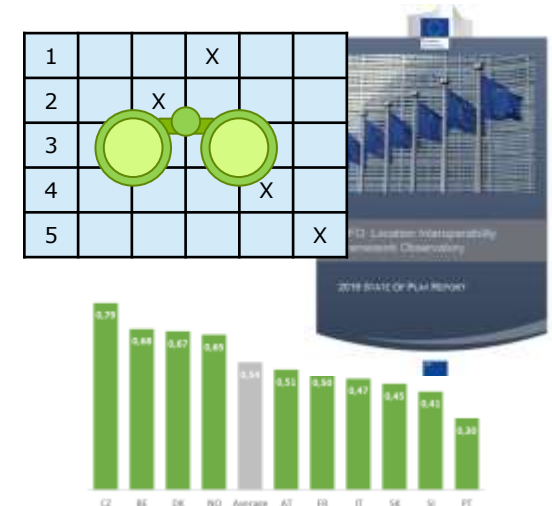 1 X
2 X
3
4 X
5 X
Location Interoperability
Observatory
2019 STATE OF PLAY REPORT
0,79
0,68
0,67
0,65
0,54
0,51
0,50
0,47
0,45
0,41
0,30
CZ BE DK NO Average AT FR IT SK SI PT